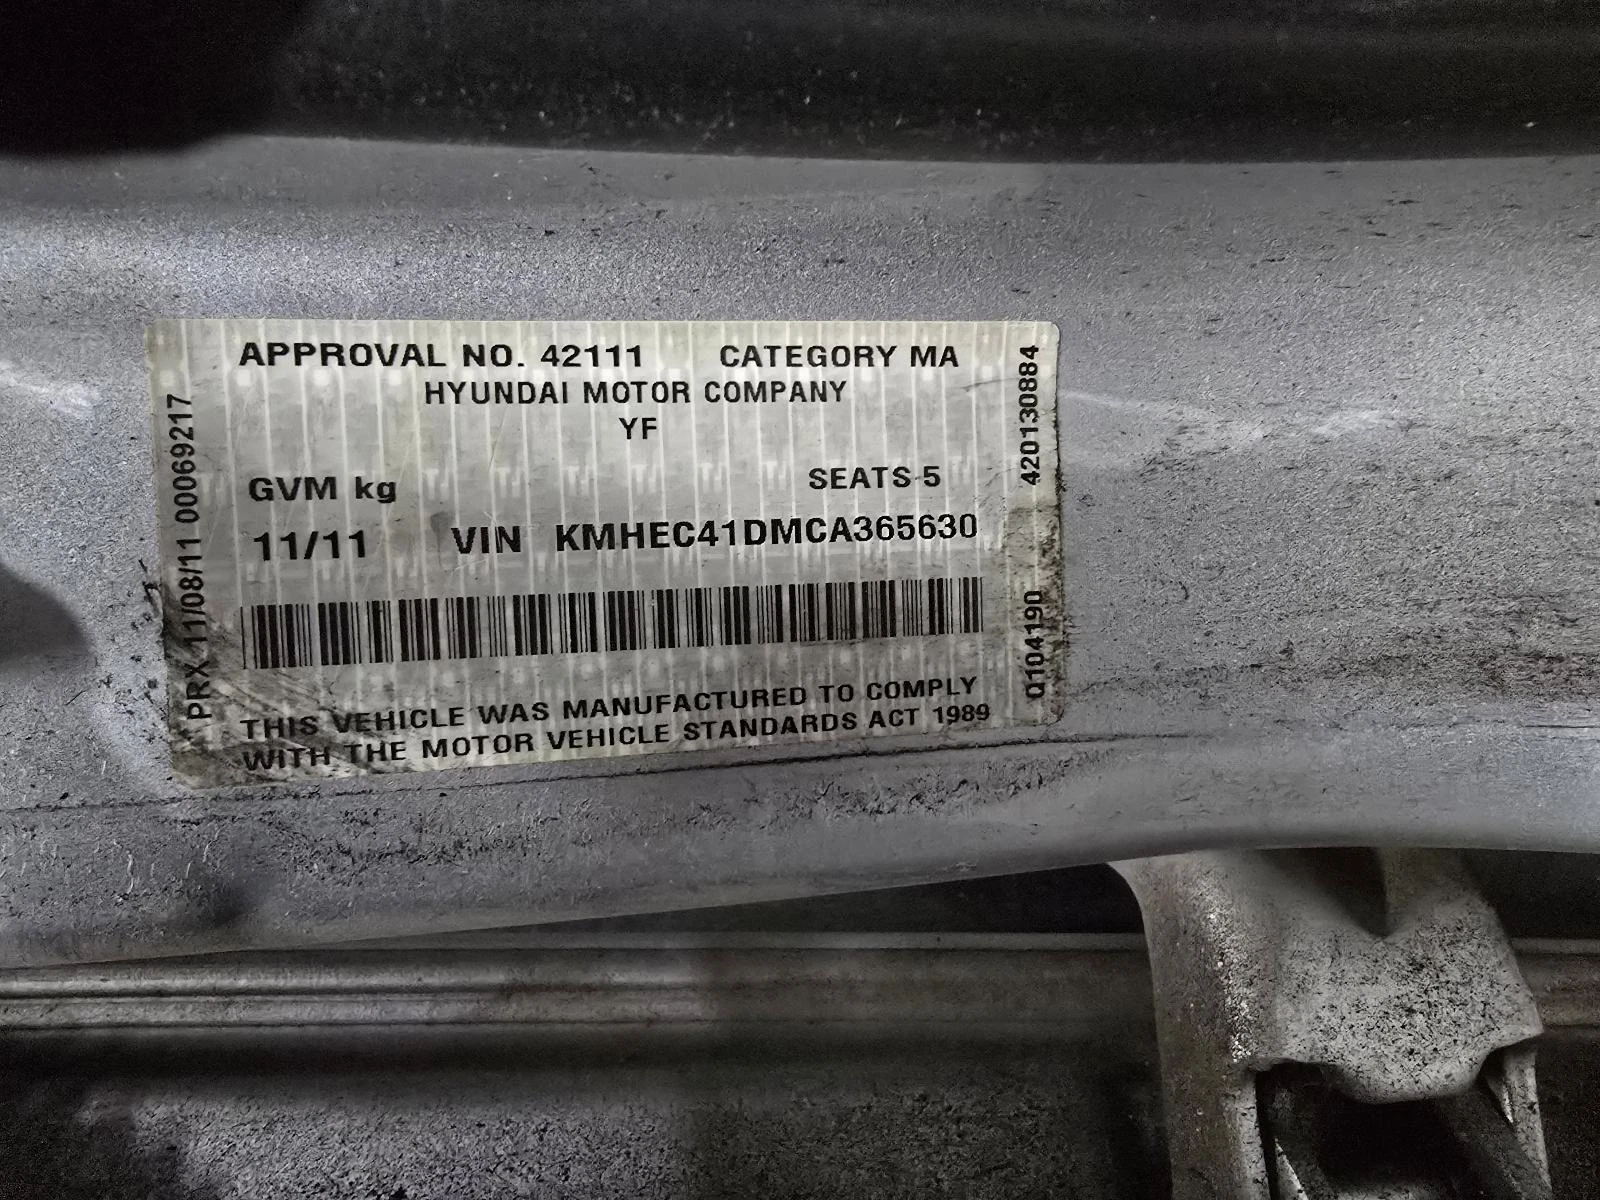 APPROVAL NO. 42111 CATEGORY MA
HYUNDAI MOTOR COMPANY
YF
GVM kg SEATS 5
11/11 VIN KMHEC41DMCA365630
THIS VEHICLE WAS MANUFACTURED TO COMPLY
WITH THE MOTOR VEHICLE STANDARDS ACT 1989
PRX 11/08/11 00069217
420130884
Q104190